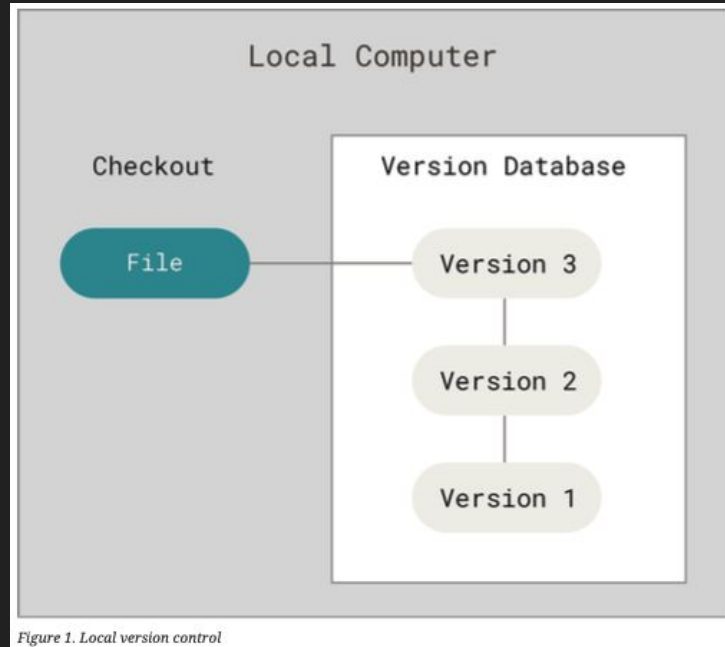 Local Computer
Checkout
Version Database
File
Version 3
Version 2
Version 1
Figure 1. Local version control